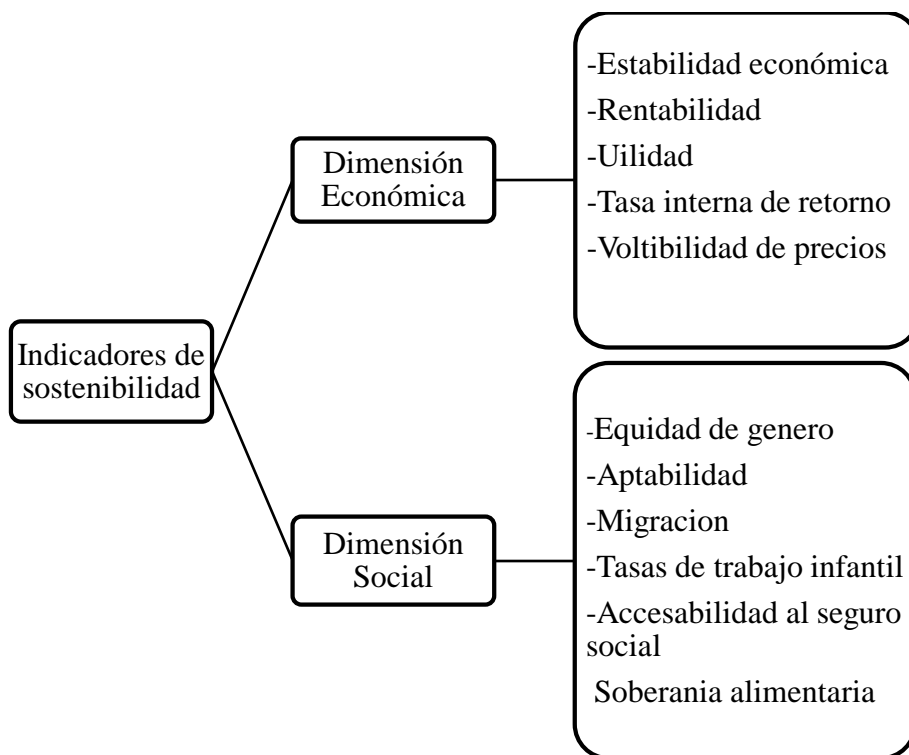 Indicadores de
sostenibilidad
Dimensión
Económica
-Estabilidad económica
-Rentabilidad
-Uilidad
-Tasa interna de retorno
-Voltibilidad de precios
Dimensión
Social
-Equidad de genero
-Aptabilidad
-Migracion
-Tasas de trabajo infantil
-Accesabilidad al seguro
social
Soberania alimentaria